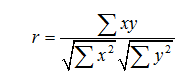 r = ∑xy / √∑x² √∑y²